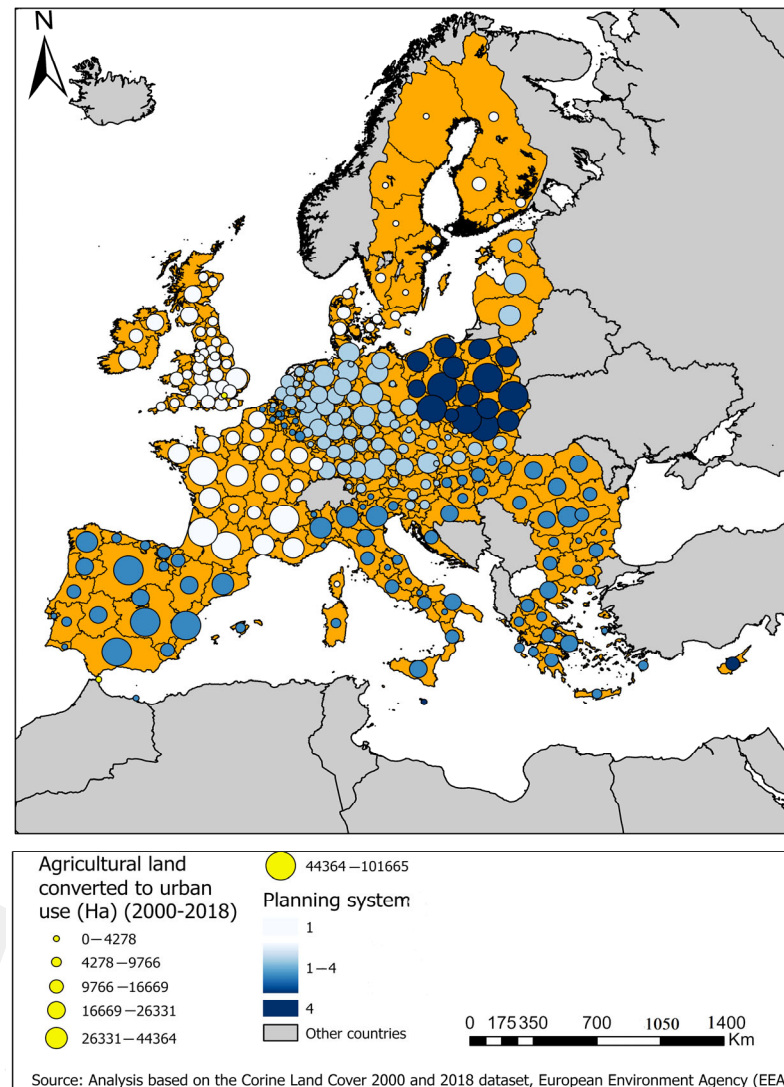 N
Agricultural land
converted to urban
use (Ha) (2000-2018)
0—4278
4278—9766
9766—16669
16669—26331
26331—44364
44364—101665
Planning system
1
1—4
4
Other countries
0 175 350 700 1050 1400
Km
Source: Analysis based on the Corine Land Cover 2000 and 2018 dataset, European Environment Agency (EEA